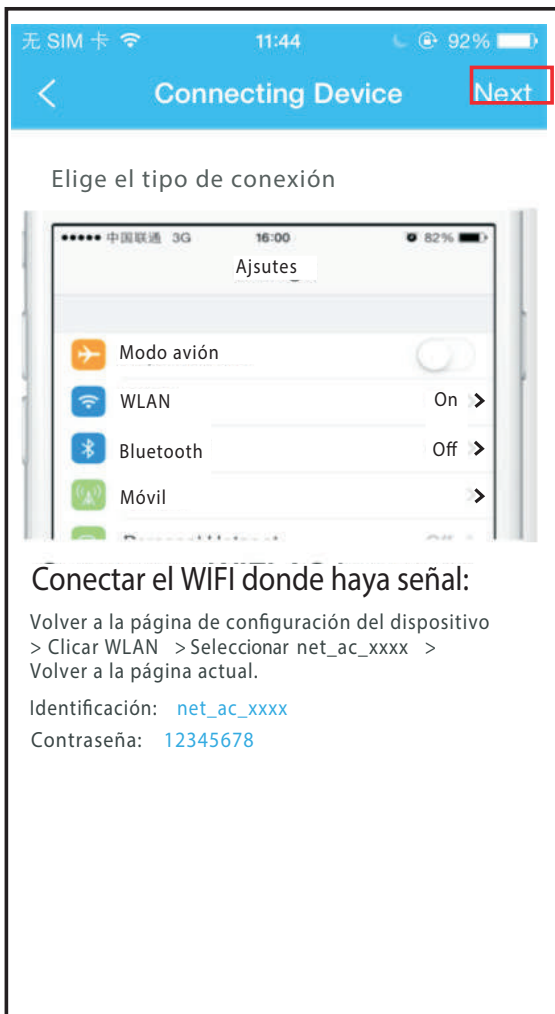 无 SIM 卡 11:44 92%
Connecting Device Next
Elige el tipo de conexión
中国联通 3G 16:00 82%
Ajsutes
Modo avión
WLAN On
Bluetooth Off
Móvil
Conectar el WIFI donde haya señal:
Volver a la página de configuración del dispositivo
> Clicar WLAN > Seleccionar net_ac_xxxx >
Volver a la página actual.
Identificación: net_ac_xxxx
Contraseña: 12345678